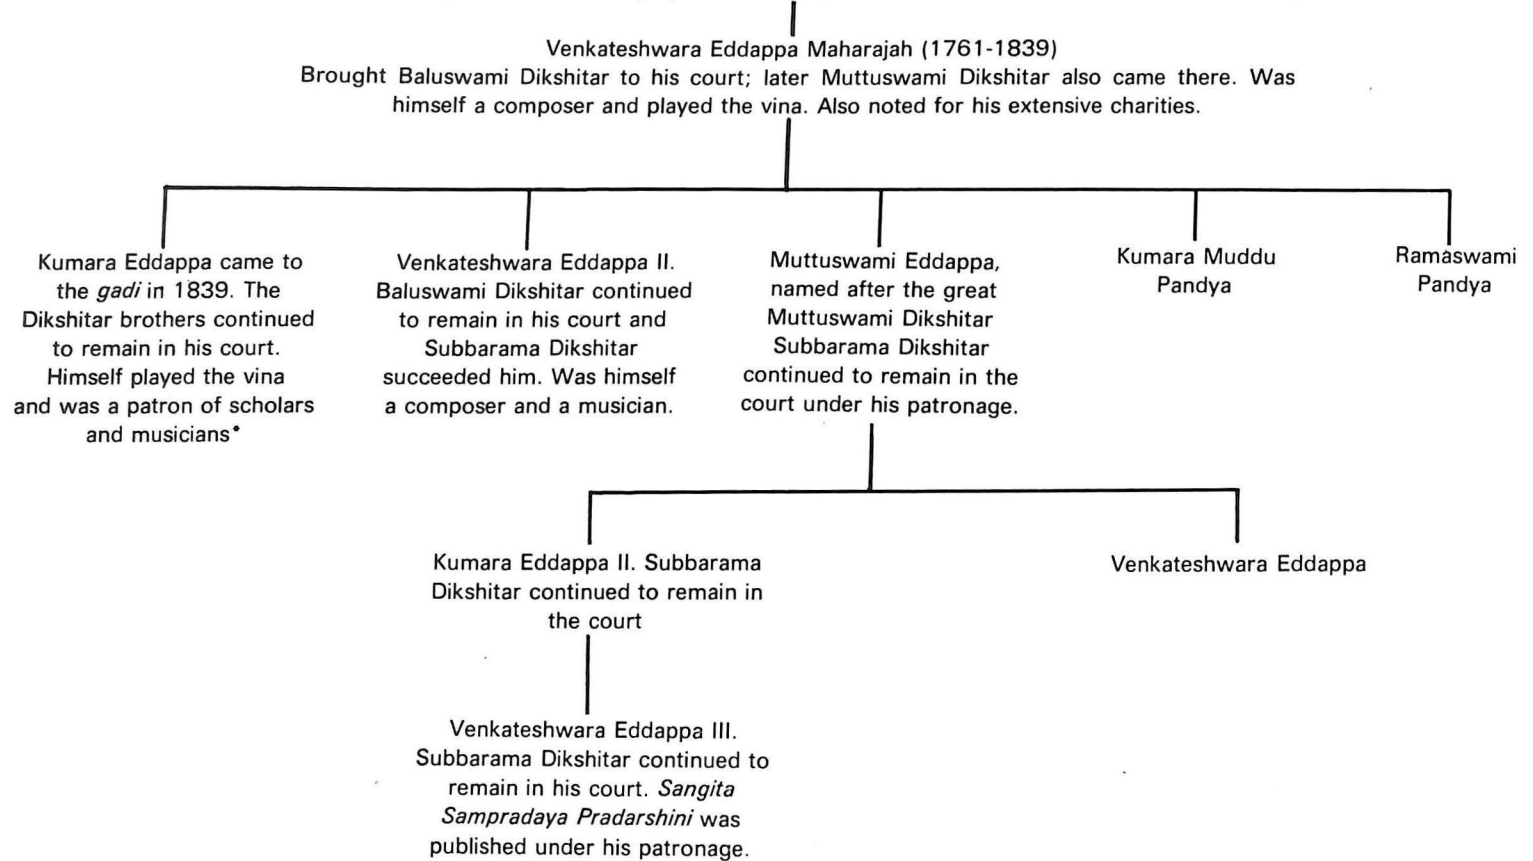 Venkateshwara Eddappa Maharajah (1761-1839)
Brought Baluswami Dikshitar to his court; later Muttuswami Dikshitar also came there. Was
himself a composer and played the vina. Also noted for his extensive charities.
Kumara Eddappa came to
the gadi in 1839. The
Dikshitar brothers continued
to remain in his court.
Himself played the vina
and was a patron of scholars
and musicians*
Venkateshwara Eddappa II.
Baluswami Dikshitar continued
to remain in his court and
Subbarama Dikshitar
succeeded him. Was himself
a composer and a musician.
Muttuswami Eddappa,
named after the great
Muttuswami Dikshitar
Subbarama Dikshitar
continued to remain in the
court under his patronage.
Kumara Muddu
Pandya
Ramaswami
Pandya
Kumara Eddappa II. Subbarama
Dikshitar continued to remain in
the court
Venkateshwara Eddappa
Venkateshwara Eddappa III.
Subbarama Dikshitar continued to
remain in his court. Sangita
Sampradaya Pradarshini was
published under his patronage.